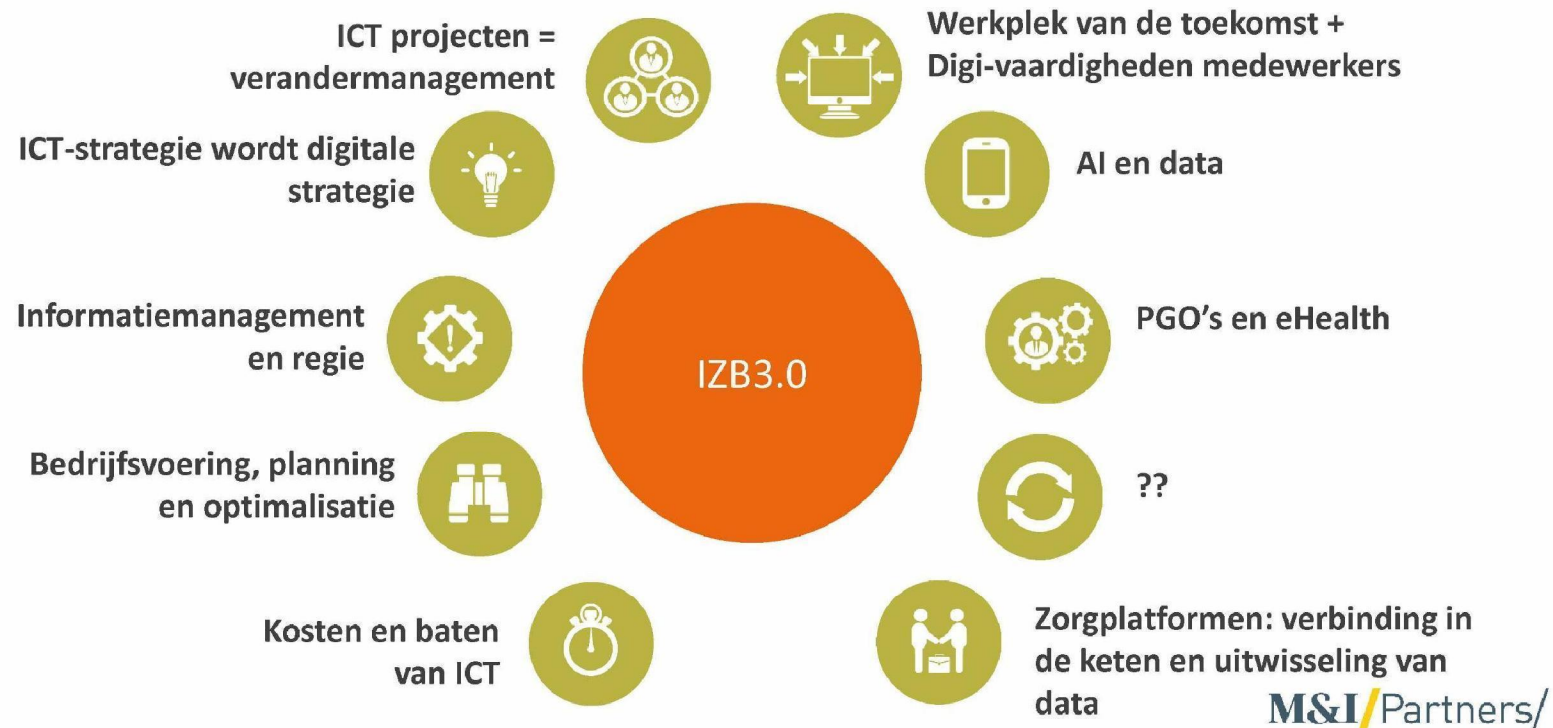 ICT projecten =
verandermanagement
Werkplek van de toekomst +
Digi-vaardigheden medewerkers
ICT-strategie wordt digitale
strategie
AI en data
Informatiemanagement
en regie
IZB3.0
PGO's en eHealth
Bedrijfsvoering, planning
en optimalisatie
??
Kosten en baten
van ICT
Zorgplatformen: verbinding in
de keten en uitwisseling van
data
M&I/Partners/